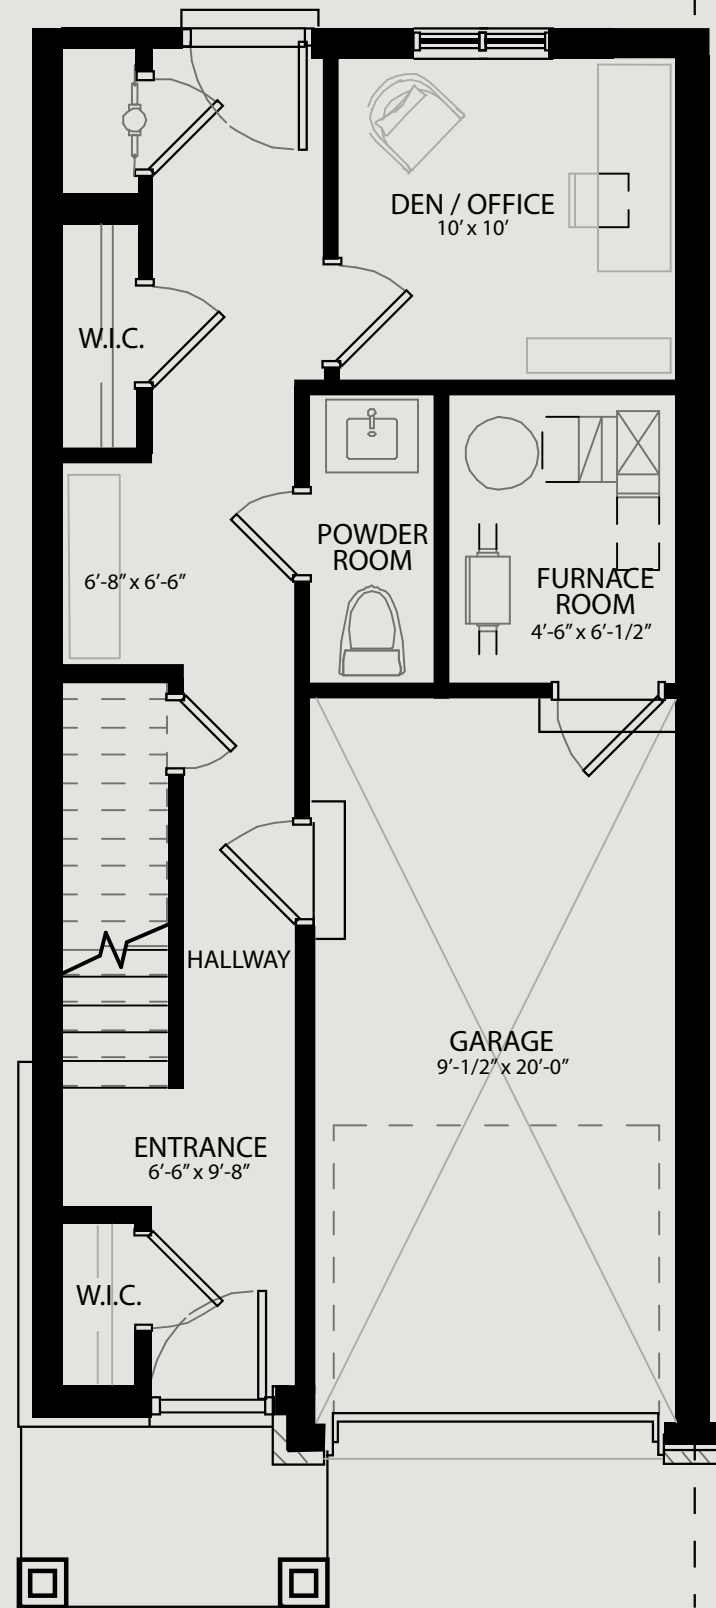 DEN / OFFICE
10’ x 10’
W.I.C.
POWDER
ROOM
FURNACE
ROOM
4’-6” x 6’-1/2”
6’-8” x 6’-6”
HALLWAY
GARAGE
9’-1/2” x 20’-0”
ENTRANCE
6’-6” x 9’-8”
W.I.C.